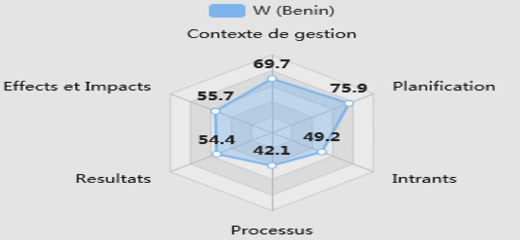 W (Benin)
Contexte de gestion
69.7
Effects et Impacts
75.9
Planification
55.7
54.4
49.2
42.1
Resultats
Intrants
Processus